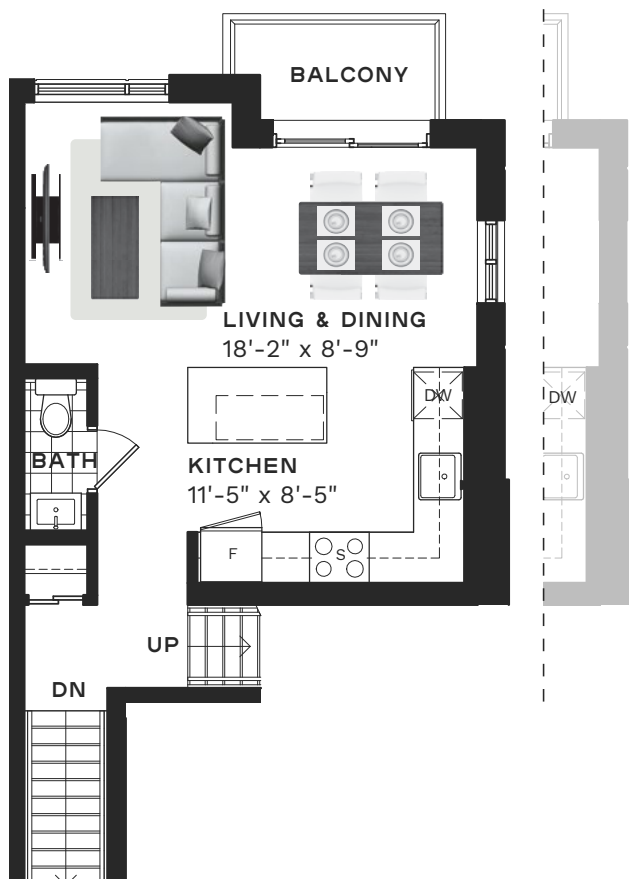 BALCONY
LIVING & DINING
18'-2" x 8'-9"
DW
DW
BATH
KITCHEN
11'-5" x 8'-5"
F
S
UP
DN